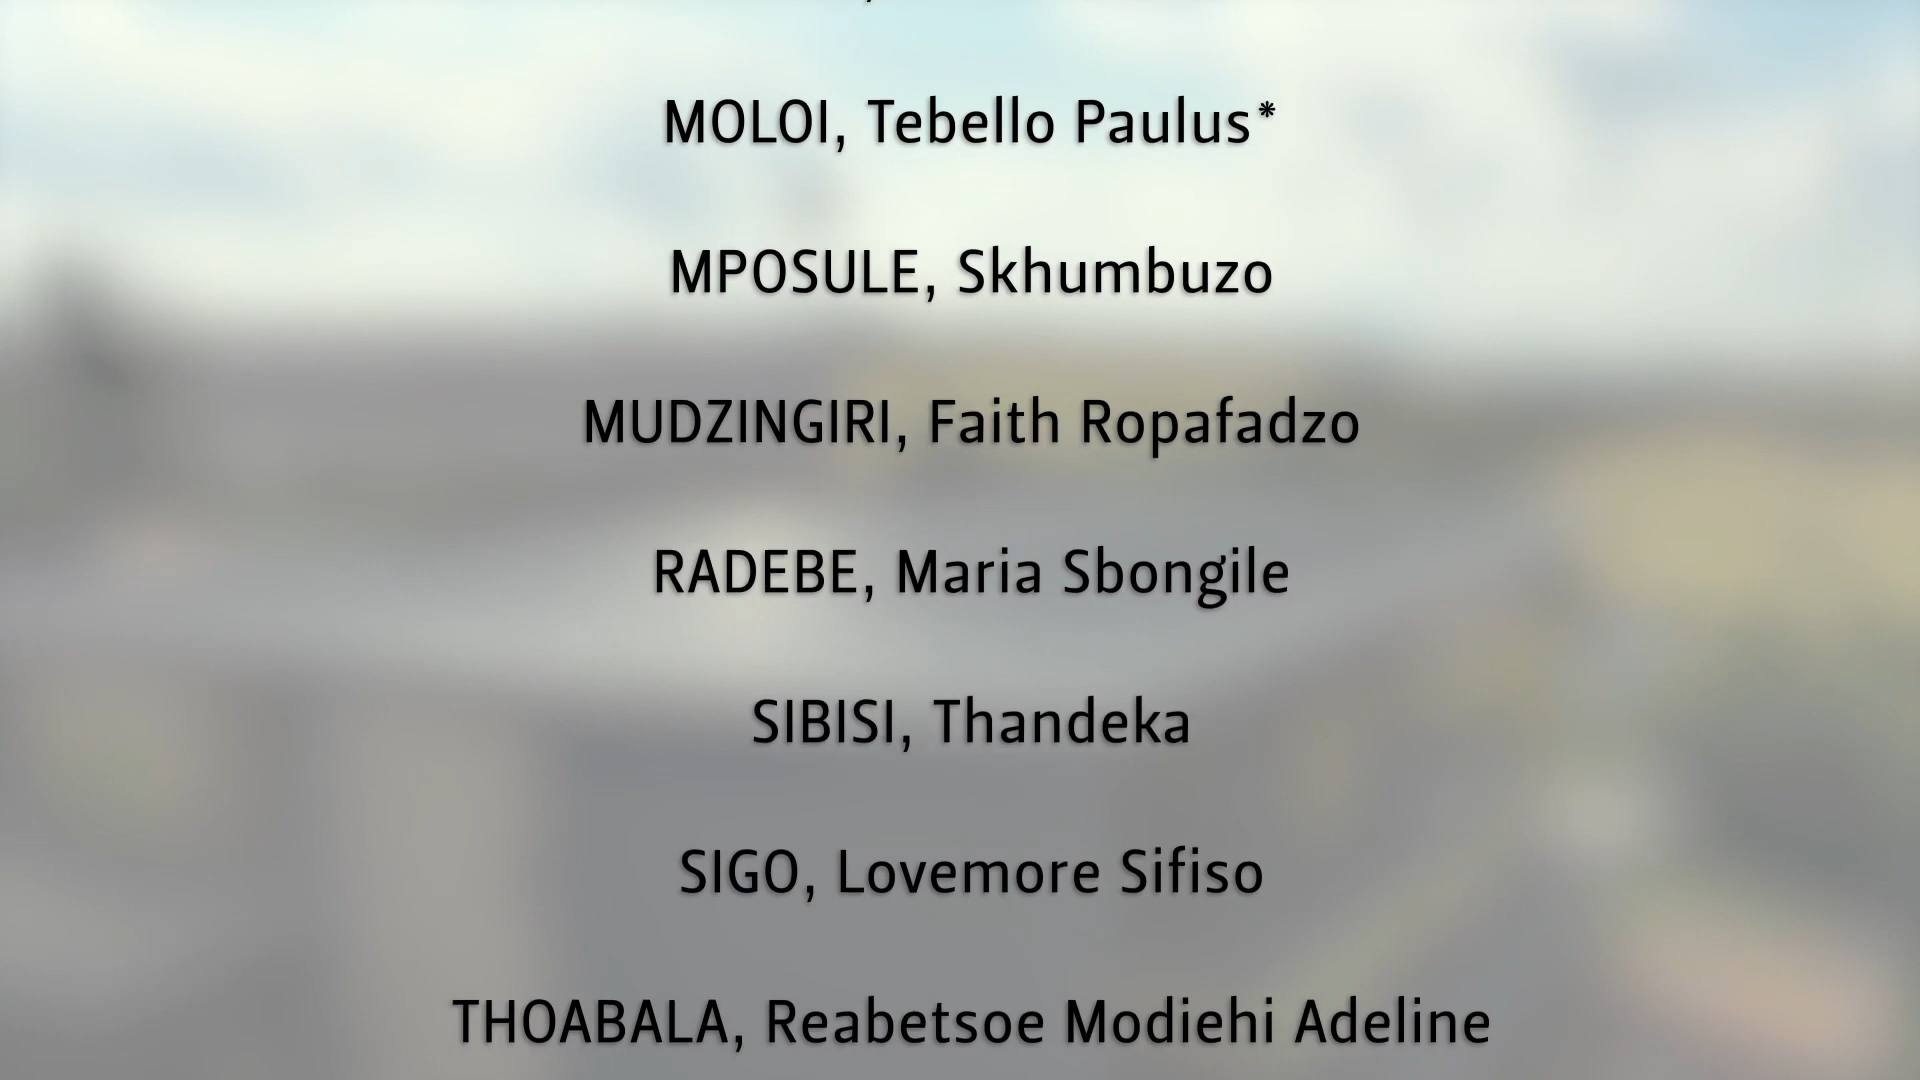 MOLOI, Tebello Paulus*
MPOSULE, Skhumbuzo
MUDZINGIRI, Faith Ropafadzo
RADEBE, Maria Sbongile
SIBISI, Thandeka
SIGO, Lovemore Sifiso
THOABALA, Reabetsoe Modiehi Adeline